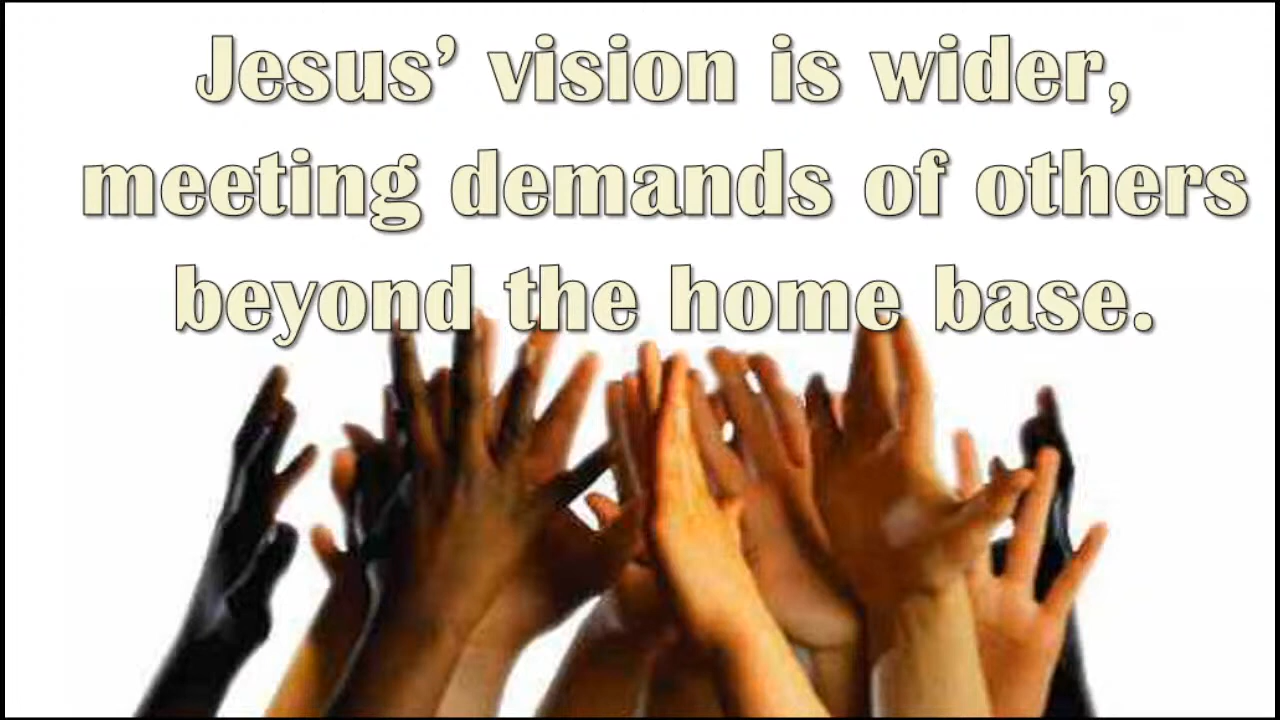 Jesus’ vision is wider,
meeting demands of others
beyond the home base.